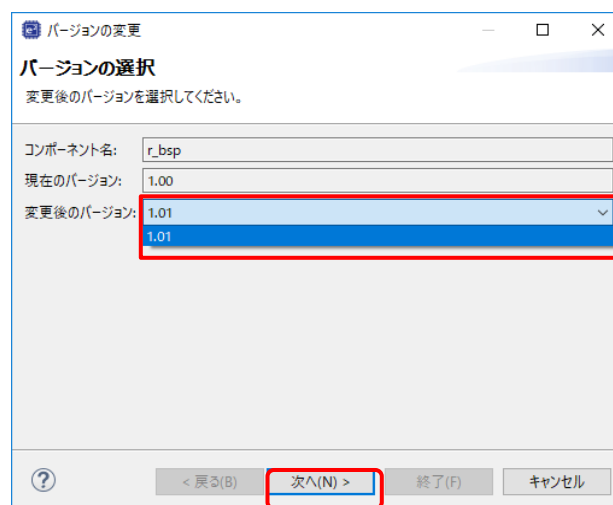 バージョンの変更
バージョンの選択
変更後のバージョンを選択してください。
コンポーネント名: r_bsp
現在のバージョン: 1.00
変更後のバージョン: 1.01
1.01
< 戻る(B) 次へ(N) > 終了(F) キャンセル